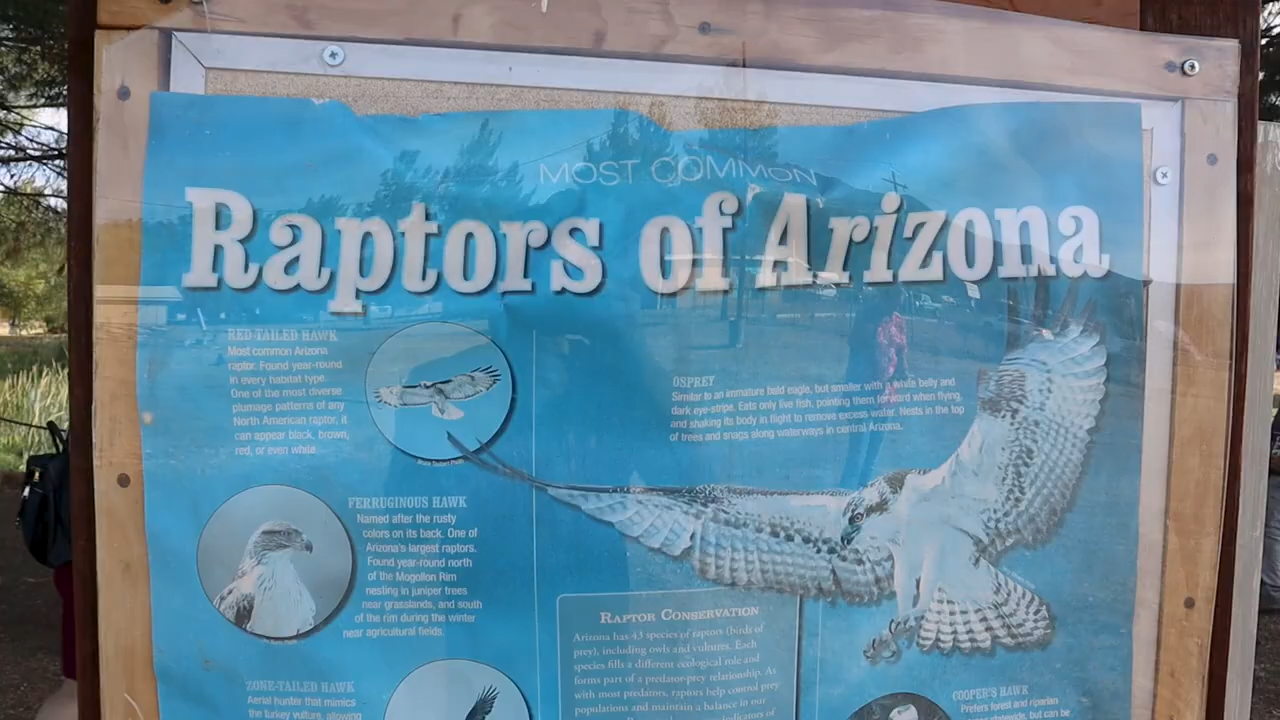 MOST COMMON
Raptors of Arizona
RED-TAILED HAWK
Most common Arizona
raptor. Found year-round
in every habitat type.
One of the most diverse
plumage patterns of any
North American raptor, it
can appear black, brown,
red, or even white.
OSPREY
Similar to an immature bald eagle, but smaller with a white belly and
dark eye-stripe. Eats only live fish, pointing them forward when flying,
and shaking its body in flight to remove excess water. Nests in the top
of trees and snags along waterways in central Arizona.
FERRUGINOUS HAWK
Named after the rusty
colors on its back. One of
Arizona's largest raptors.
Found year-round north
of the Mogollon Rim
nesting in juniper trees
near grasslands, and south
of the rim during the winter
near agricultural fields.
RAPTOR CONSERVATION
Arizona has 43 species of raptors (birds of
prey), including owls and vultures. Each
species fills a different ecological role and
forms part of a predator-prey relationship. As
with most predators, raptors help control prey
populations and maintain a balance in our
indicators of
ZONE-TAILED HAWK
Aerial hunter that mimics
the turkey vulture, allowing
COOPER'S HAWK
Prefers forest and riparian
statewide, but can be